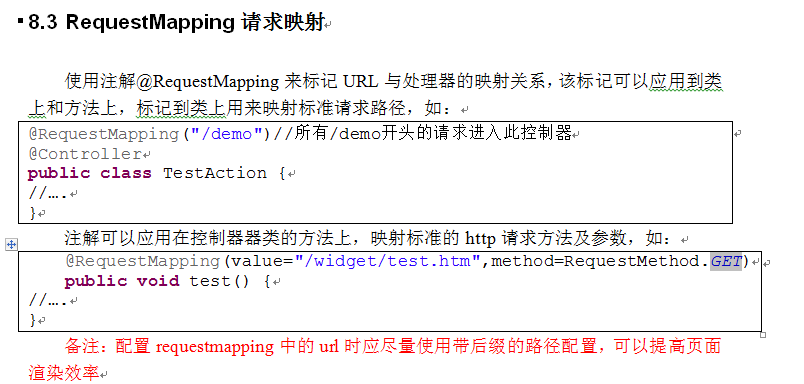 8.3 RequestMapping 请求映射
使用注解@RequestMapping 来标记 URL 与处理器的映射关系，该标记可以应用到类
上和方法上，标记到类上用来映射标准请求路径，如：
@RequestMapping("/demo")//所有/demo开头的请求进入此控制器
@Controller
public class TestAction {
//….
}
注解可以应用在控制器器类的方法上，映射标准的 http 请求方法及参数，如：
@RequestMapping(value="/widget/test.htm",method=RequestMethod.GET)
public void test() {
//….
}
备注：配置 requestmapping 中的 url 时应尽量使用带后缀的路径配置，可以提高页面
渲染效率